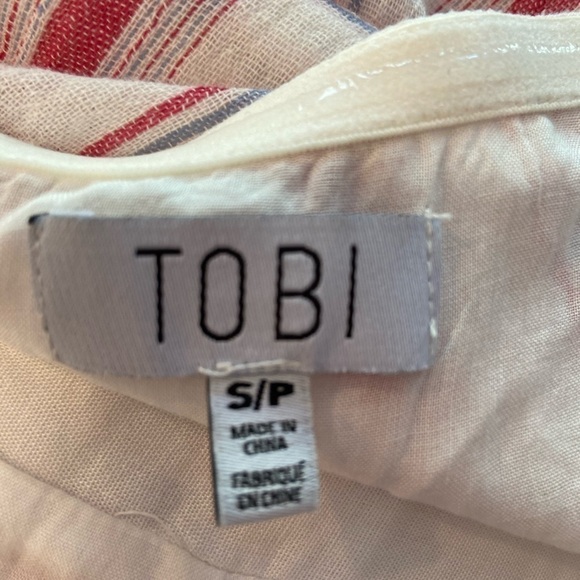 TOBI
S/P
MADE IN
CHINA
FABRIQUÉ
EN CHINE